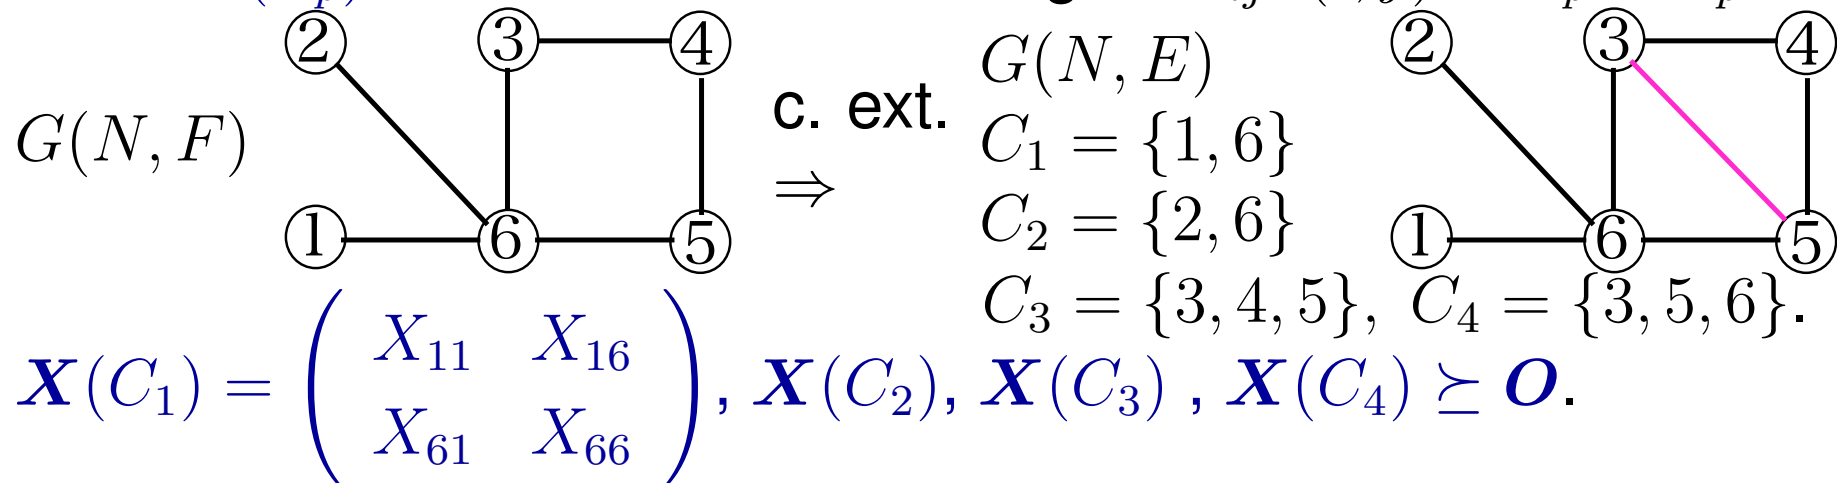 2 3 4
G(N, F)
1 6 5
c. ext.
⇒
G(N, E)
C₁ = {1, 6}
C₂ = {2, 6}
C₃ = {3, 4, 5}, C₄ = {3, 5, 6}.
2 3 4
1 6 5
X(C₁) = ( X₁₁ X₁₆
X₆₁ X₆₆ ), X(C₂), X(C₃) , X(C₄) ⪰ O.